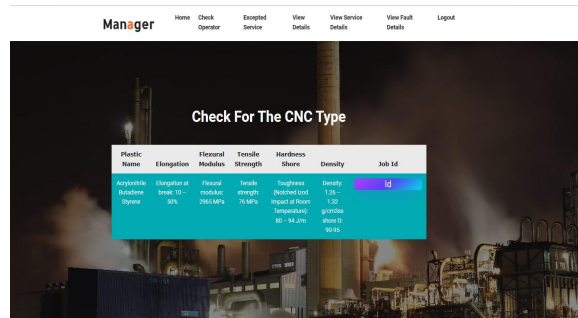 Manager
Home
Check
Operator
Excepted
Service
View
Details
View Service
Details
View Fault
Details
Logout
Check For The CNC Type
Plastic
Name
Elongation
Flexural
Modulus
Tensile
Strength
Hardness
Shore
Density
Job Id
Acrylonitrile
Butadiene
Styrene
Elongation at
break: 10 –
50%
Flexural
modulus:
2965 MPa
Tensile
strength:
76 MPa
Toughness
(Notched Izod
Impact at Room
Temperature):
80 – 94 J/m
Density:
1.26 –
1.32
g/cm3ss
shore D:
90-95
Id